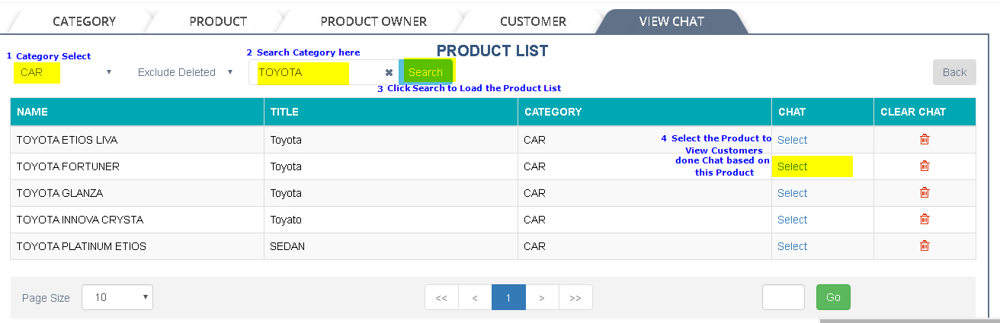 CATEGORY PRODUCT PRODUCT OWNER CUSTOMER VIEW CHAT
PRODUCT LIST
1 Category Select 2 Search Category here
CAR ▼ Exclude Deleted ▼ TOYOTA ✖ Search Back
3 Click Search to Load the Product List
NAME TITLE CATEGORY CHAT CLEAR CHAT
TOYOTA ETIOS LIVA Toyota CAR Select
4 Select the Product to
View Customers
done Chat based on
this Product
TOYOTA FORTUNER Toyota CAR Select
TOYOTA GLANZA Toyota CAR Select
TOYOTA INNOVA CRYSTA Toyato CAR Select
TOYOTA PLATINUM ETIOS SEDAN CAR Select
Page Size 10 ▼ << < 1 > >> Go